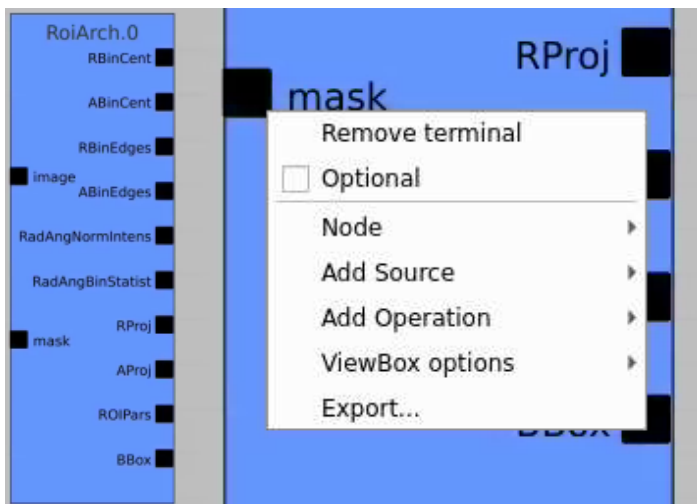 RoiArch.0
RBinCent
ABinCent
RBinEdges
image
ABinEdges
RadAngNormIntens
RadAngBinStatist
RProj
mask
AProj
ROIPars
BBox
RProj
mask
Remove terminal
Optional
Node
Add Source
Add Operation
ViewBox options
Export...
BBox